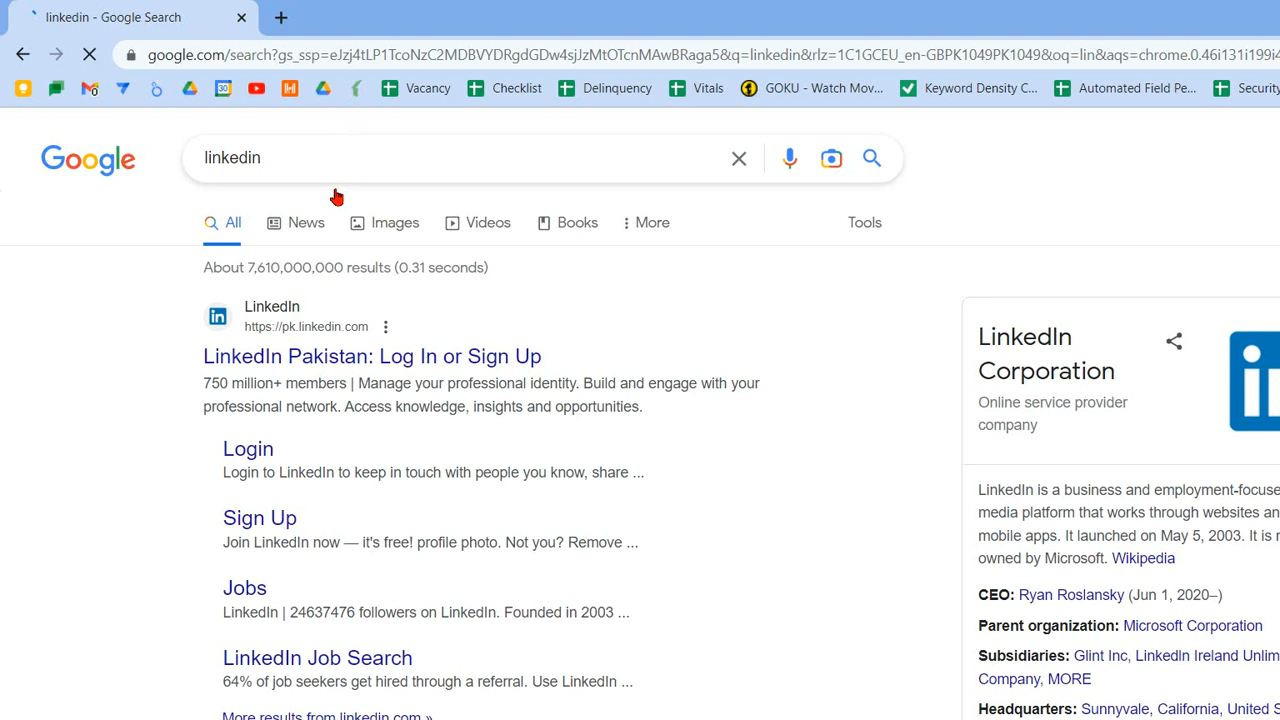 linkedin - Google Search
google.com/search?gs_ssp=eJzj4tLP1TcoNzC2MDBVYDRgdGDw4sjJzMtOTcnMAwBRaga5&q=linkedin&rlz=1C1GCEU_en-GBPK1049PK1049&oq=lin&aqs=chrome.0.46i131i199i4
30 Vacancy Checklist Delinquency Vitals GOKU - Watch Mov... Keyword Density C... Automated Field Pe... Security
Google linkedin
All News Images Videos Books More Tools
About 7,610,000,000 results (0.31 seconds)
in LinkedIn
https://pk.linkedin.com
LinkedIn Pakistan: Log In or Sign Up
750 million+ members | Manage your professional identity. Build and engage with your
professional network. Access knowledge, insights and opportunities.
Login
Login to LinkedIn to keep in touch with people you know, share ...
Sign Up
Join LinkedIn now — it's free! profile photo. Not you? Remove ...
Jobs
LinkedIn | 24637476 followers on LinkedIn. Founded in 2003 ...
LinkedIn Job Search
64% of job seekers get hired through a referral. Use LinkedIn ...
More results from linkedin.com »
LinkedIn
Corporation
Online service provider
company
in
LinkedIn is a business and employment-focuse
media platform that works through websites an
mobile apps. It launched on May 5, 2003. It is r
owned by Microsoft. Wikipedia
CEO: Ryan Roslansky (Jun 1, 2020–)
Parent organization: Microsoft Corporation
Subsidiaries: Glint Inc, LinkedIn Ireland Unlim
Company, MORE
Headquarters: Sunnyvale, California, United S